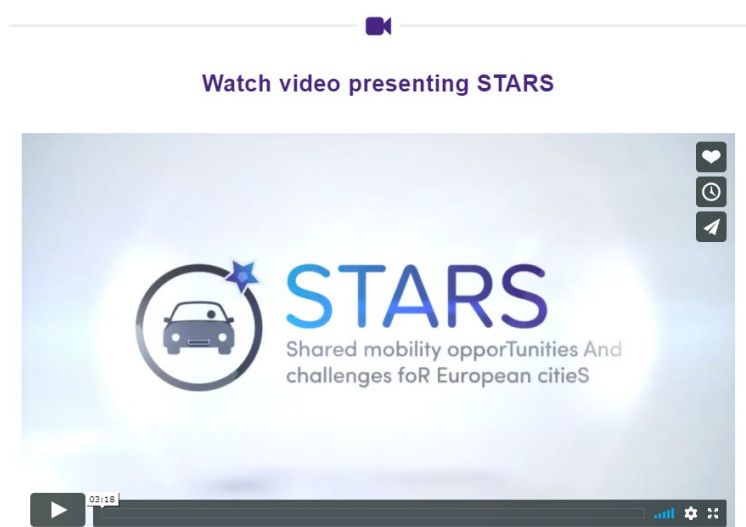 Watch video presenting STARS
STARS
Shared mobility opporTunities And
challenges foR European citieS
03:18